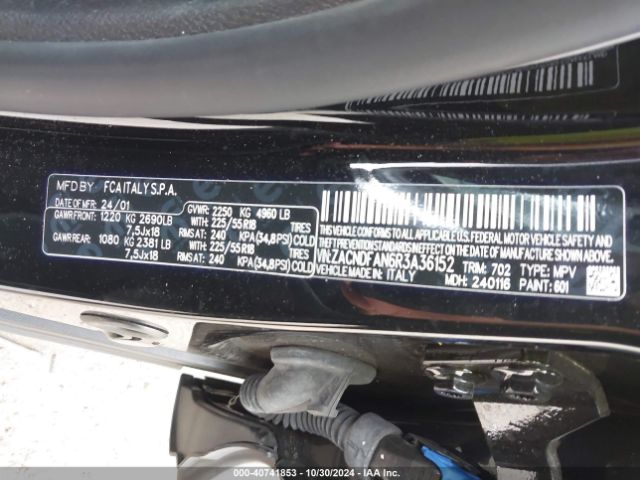 MFD BY FCA ITALY S.P.A.
DATE OF MFR: 24/01 GVWR: 2250 KG 4960 LB
GAWR FRONT: 1220 KG 2690LB WITH: 225/55R18 TIRES
7,5Jx18 RIMS AT: 240 KPA(34,8PSI) COLD
GAWR REAR: 1080 KG 2381 LB WITH: 225/55R18 TIRES
7,5Jx18 RIMS AT: 240 KPA(34,8PSI) COLD
THIS VEHICLE CONFORMS TO ALL APPLICABLE U.S. FEDERAL MOTOR VEHICLE SAFETY,
BUMPER, AND THEFT PREVENTION STANDARDS IN EFFECT ON THE DATE OF MANUFACTURE SHOWN ABOVE.
VIN: ZACNDFAN6R3A36152 TRIM: 702 TYPE: MPV
VEHICLE MADE IN: ITALY MDH: 240116 PAINT: 601
000-40741853 - 10/30/2024 - IAA Inc.